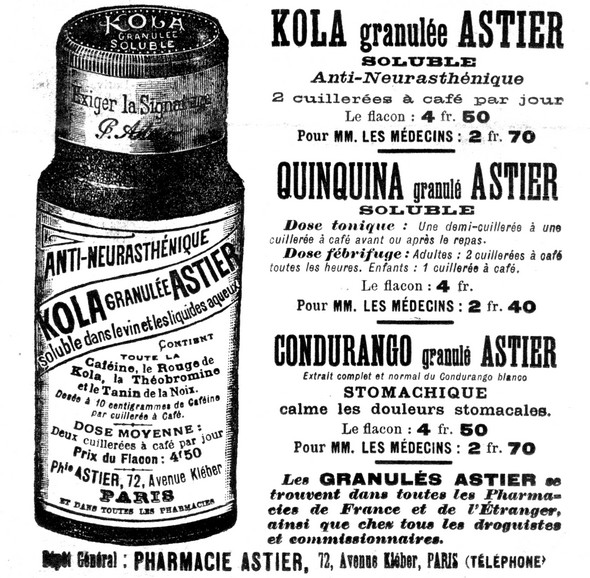 KOLA
GRANULÉE
SOLUBLE
Exiger la Signature
P. Astier
ANTI-NEURASTHÉNIQUE
KOLA GRANULÉE ASTIER
Soluble dans le vin et les liquides aqueux
CONTIENT
TOUTE LA
Caféine, le Rouge de
Kola, la Théobromine
et le Tanin de la Noix.
Dosée à 10 centigrammes de Caféine
par cuillerée à Café.
DOSE MOYENNE :
Deux cuillerées à café par jour
Prix du Flacon : 4f50
Phie ASTIER, 72, Avenue Kléber
PARIS
ET DANS TOUTES LES PHARMACIES
KOLA granulée ASTIER
SOLUBLE
Anti-Neurasthénique
2 cuillerées à café par jour
Le flacon : 4 fr. 50
Pour MM. LES MÉDECINS : 2 fr. 70
QUINQUINA granulé ASTIER
SOLUBLE
Dose tonique : Une demi-cuillerée à une
cuillerée à café avant ou après le repas.
Dose fébrifuge : Adultes : 2 cuillerées à café
toutes les heures. Enfants : 1 cuillerée à café.
Le flacon : 4 fr.
Pour MM. LES MÉDECINS : 2 fr. 40
CONDURANGO granulé ASTIER
Extrait complet et normal du Condurango blanco
STOMACHIQUE
calme les douleurs stomacales.
Le flacon : 4 fr. 50
Pour MM. LES MÉDECINS : 2 fr. 70
Les GRANULÉS ASTIER se
trouvent dans toutes les Pharma-
cies de France et de l'Étranger,
ainsi que chez tous les droguistes
et commissionnaires.
Dépôt Général : PHARMACIE ASTIER, 72, Avenue Kléber, PARIS (TÉLÉPHONE)